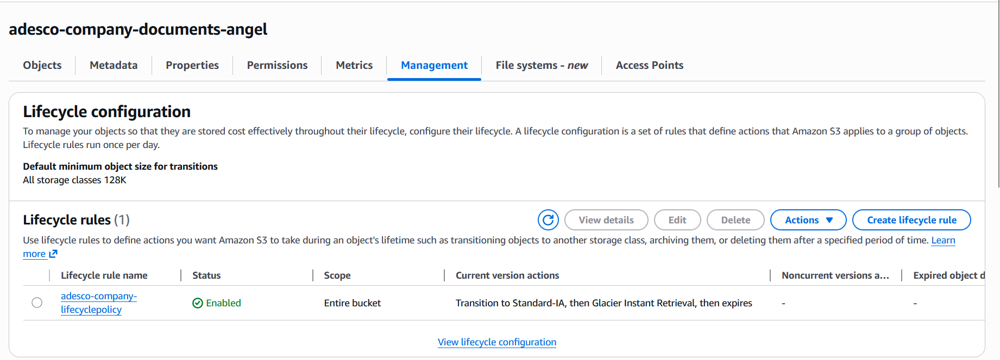 adesco-company-documents-angel
Objects
Metadata
Properties
Permissions
Metrics
Management
File systems - new
Access Points
Lifecycle configuration
To manage your objects so that they are stored cost effectively throughout their lifecycle, configure their lifecycle. A lifecycle configuration is a set of rules that define actions that Amazon S3 applies to a group of objects.
Lifecycle rules run once per day.
Default minimum object size for transitions
All storage classes 128K
Lifecycle rules (1)
View details
Edit
Delete
Actions
Create lifecycle rule
Use lifecycle rules to define actions you want Amazon S3 to take during an object's lifetime such as transitioning objects to another storage class, archiving them, or deleting them after a specified period of time. Learn
more
Lifecycle rule name
Status
Scope
Current version actions
Noncurrent versions a...
Expired object d
adesco-company-
lifecyclepolicy
Enabled
Entire bucket
Transition to Standard-IA, then Glacier Instant Retrieval, then expires
-
-
View lifecycle configuration